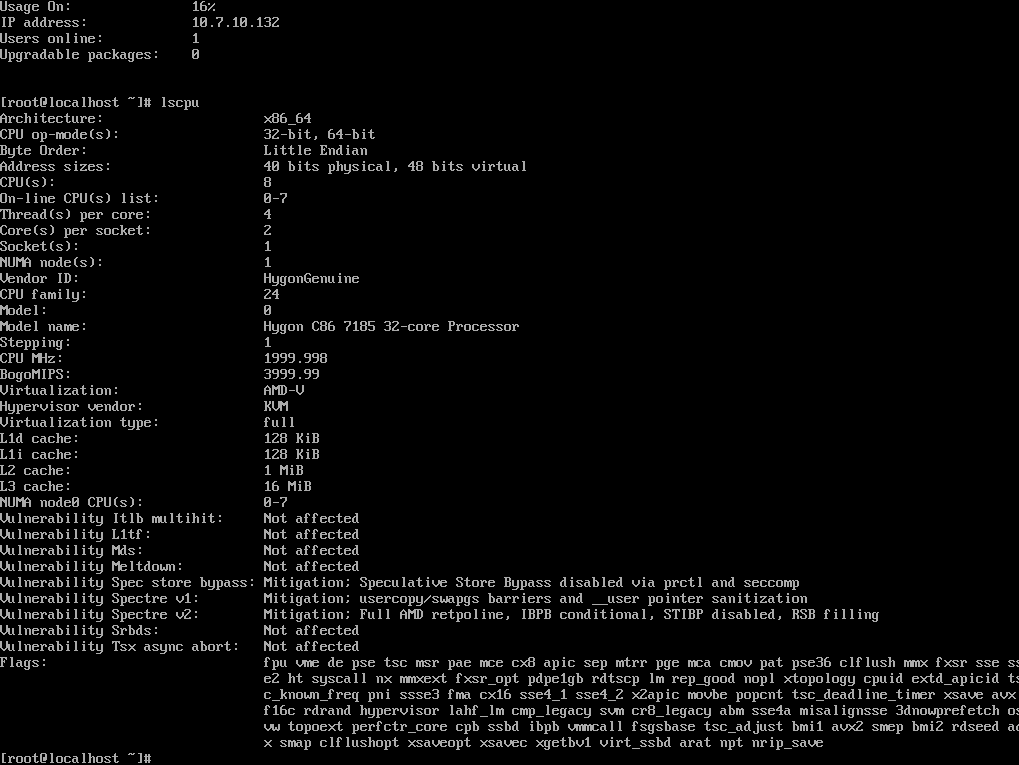 Usage On:               16%
IP address:             10.7.10.132
Users online:           1
Upgradable packages:    0
[root@localhost ~]# lscpu
Architecture:                    x86_64
CPU op-mode(s):                  32-bit, 64-bit
Byte Order:                      Little Endian
Address sizes:                   40 bits physical, 48 bits virtual
CPU(s):                          8
On-line CPU(s) list:             0-7
Thread(s) per core:              4
Core(s) per socket:              2
Socket(s):                       1
NUMA node(s):                    1
Vendor ID:                       HygonGenuine
CPU family:                      24
Model:                           0
Model name:                      Hygon C86 7185 32-core Processor
Stepping:                        1
CPU MHz:                         1999.998
BogoMIPS:                        3999.99
Virtualization:                  AMD-V
Hypervisor vendor:               KVM
Virtualization type:             full
L1d cache:                       128 KiB
L1i cache:                       128 KiB
L2 cache:                        1 MiB
L3 cache:                        16 MiB
NUMA node0 CPU(s):               0-7
Vulnerability Itlb multihit:     Not affected
Vulnerability L1tf:              Not affected
Vulnerability Mds:               Not affected
Vulnerability Meltdown:          Not affected
Vulnerability Spec store bypass: Mitigation; Speculative Store Bypass disabled via prctl and seccomp
Vulnerability Spectre v1:        Mitigation; usercopy/swapgs barriers and __user pointer sanitization
Vulnerability Spectre v2:        Mitigation; Full AMD retpoline, IBPB conditional, STIBP disabled, RSB filling
Vulnerability Srbds:             Not affected
Vulnerability Tsx async abort:   Not affected
Flags:                           fpu vme de pse tsc msr pae mce cx8 apic sep mtrr pge mca cmov pat pse36 clflush mmx fxsr sse ss
e2 ht syscall nx mmxext fxsr_opt pdpe1gb rdtscp lm rep_good nopl xtopology cpuid extd_apicid ts
c_known_freq pni ssse3 fma cx16 sse4_1 sse4_2 x2apic movbe popcnt tsc_deadline_timer xsave avx
f16c rdrand hypervisor lahf_lm cmp_legacy svm cr8_legacy abm sse4a misalignsse 3dnowprefetch os
vw topoext perfctr_core cpb ssbd ibpb vmmcall fsgsbase tsc_adjust bmi1 avx2 smep bmi2 rdseed ad
x smap clflushopt xsaveopt xsavec xgetbv1 virt_ssbd arat npt nrip_save
[root@localhost ~]#